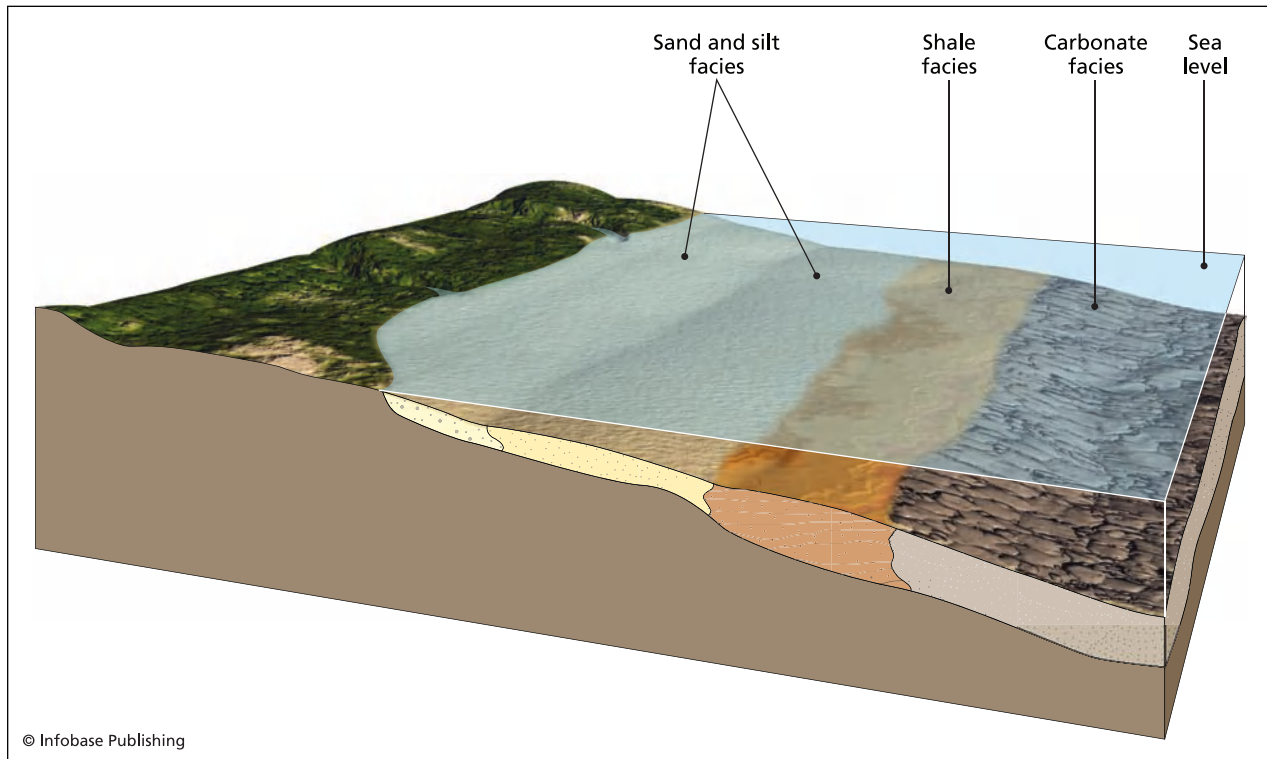 Sand and silt
facies
Shale
facies
Carbonate
facies
Sea
level
© Infobase Publishing